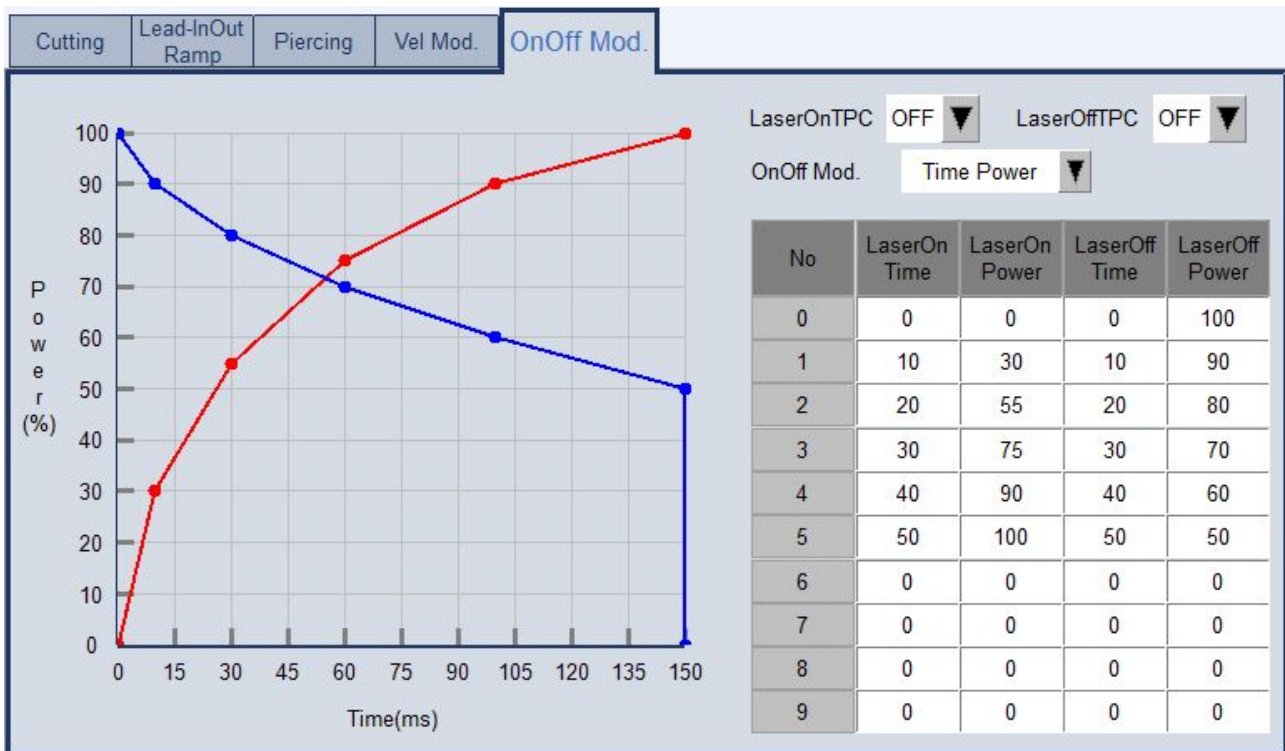 Cutting
Lead-InOut
Ramp
Piercing
Vel Mod.
OnOff Mod.
LaserOnTPC OFF LaserOffTPC OFF
OnOff Mod. Time Power
Power
(%)
100
90
80
70
60
50
40
30
20
10
0
0 15 30 45 60 75 90 105 120 135 150
Time(ms)
No LaserOn Time LaserOn Power LaserOff Time LaserOff Power
0 0 0 0 100
1 10 30 10 90
2 20 55 20 80
3 30 75 30 70
4 40 90 40 60
5 50 100 50 50
6 0 0 0 0
7 0 0 0 0
8 0 0 0 0
9 0 0 0 0